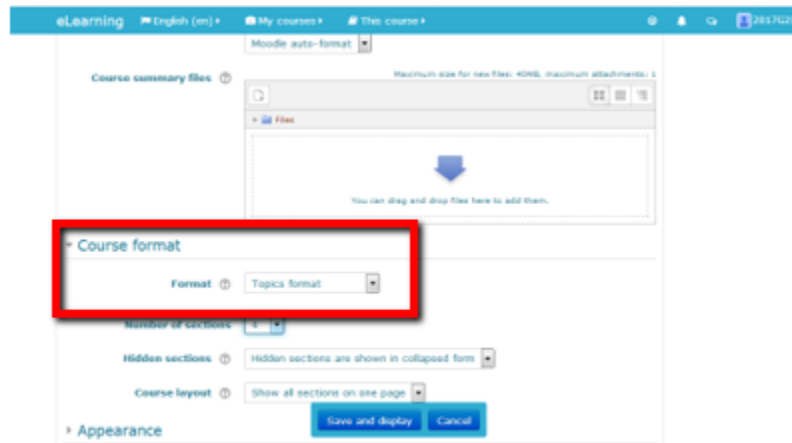 eLearning English (en) My courses This course
Moodle auto-format
Course summary files Maximum size for new files: 40MB, maximum attachments: 1
Files
You can drag and drop files here to add them.
Course format
Format Topics format
Number of sections 4
Hidden sections Hidden sections are shown in collapsed form
Course layout Show all sections on one page
Save and display Cancel
Appearance